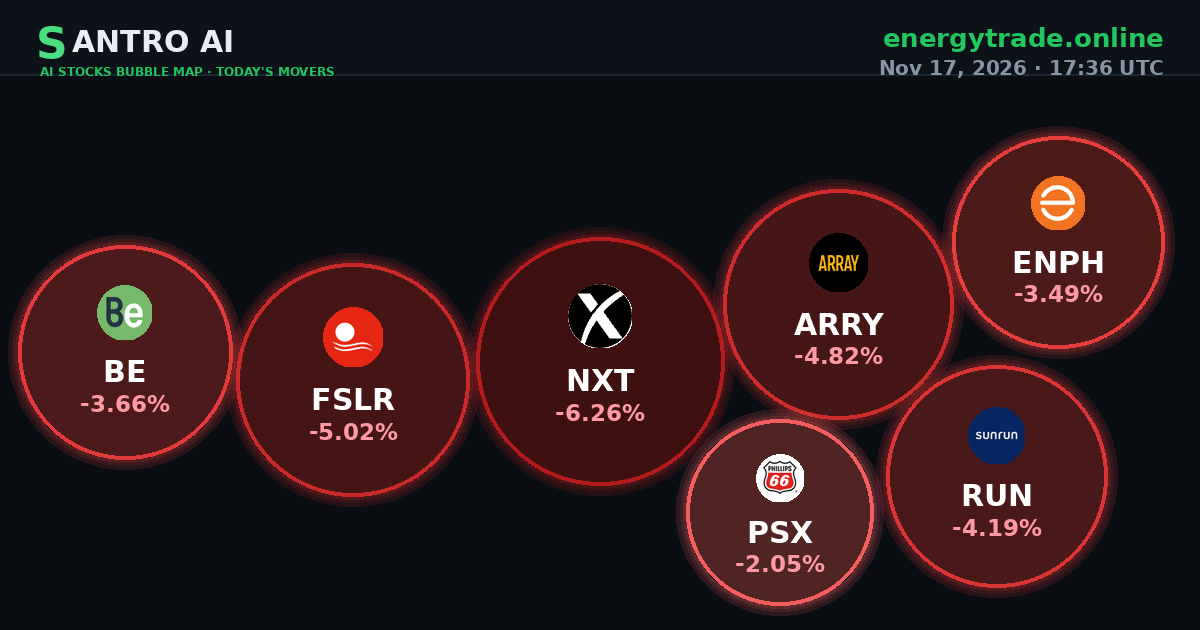 SANTRO AI
AI STOCKS BUBBLE MAP · TODAY'S MOVERS
energytrade.online
Nov 17, 2026 · 17:36 UTC
Be
BE
-3.66%
FSLR
-5.02%
NXT
-6.26%
ARRAY
ARRY
-4.82%
ENPH
-3.49%
PHILLIPS
66
PSX
-2.05%
sunrun
RUN
-4.19%